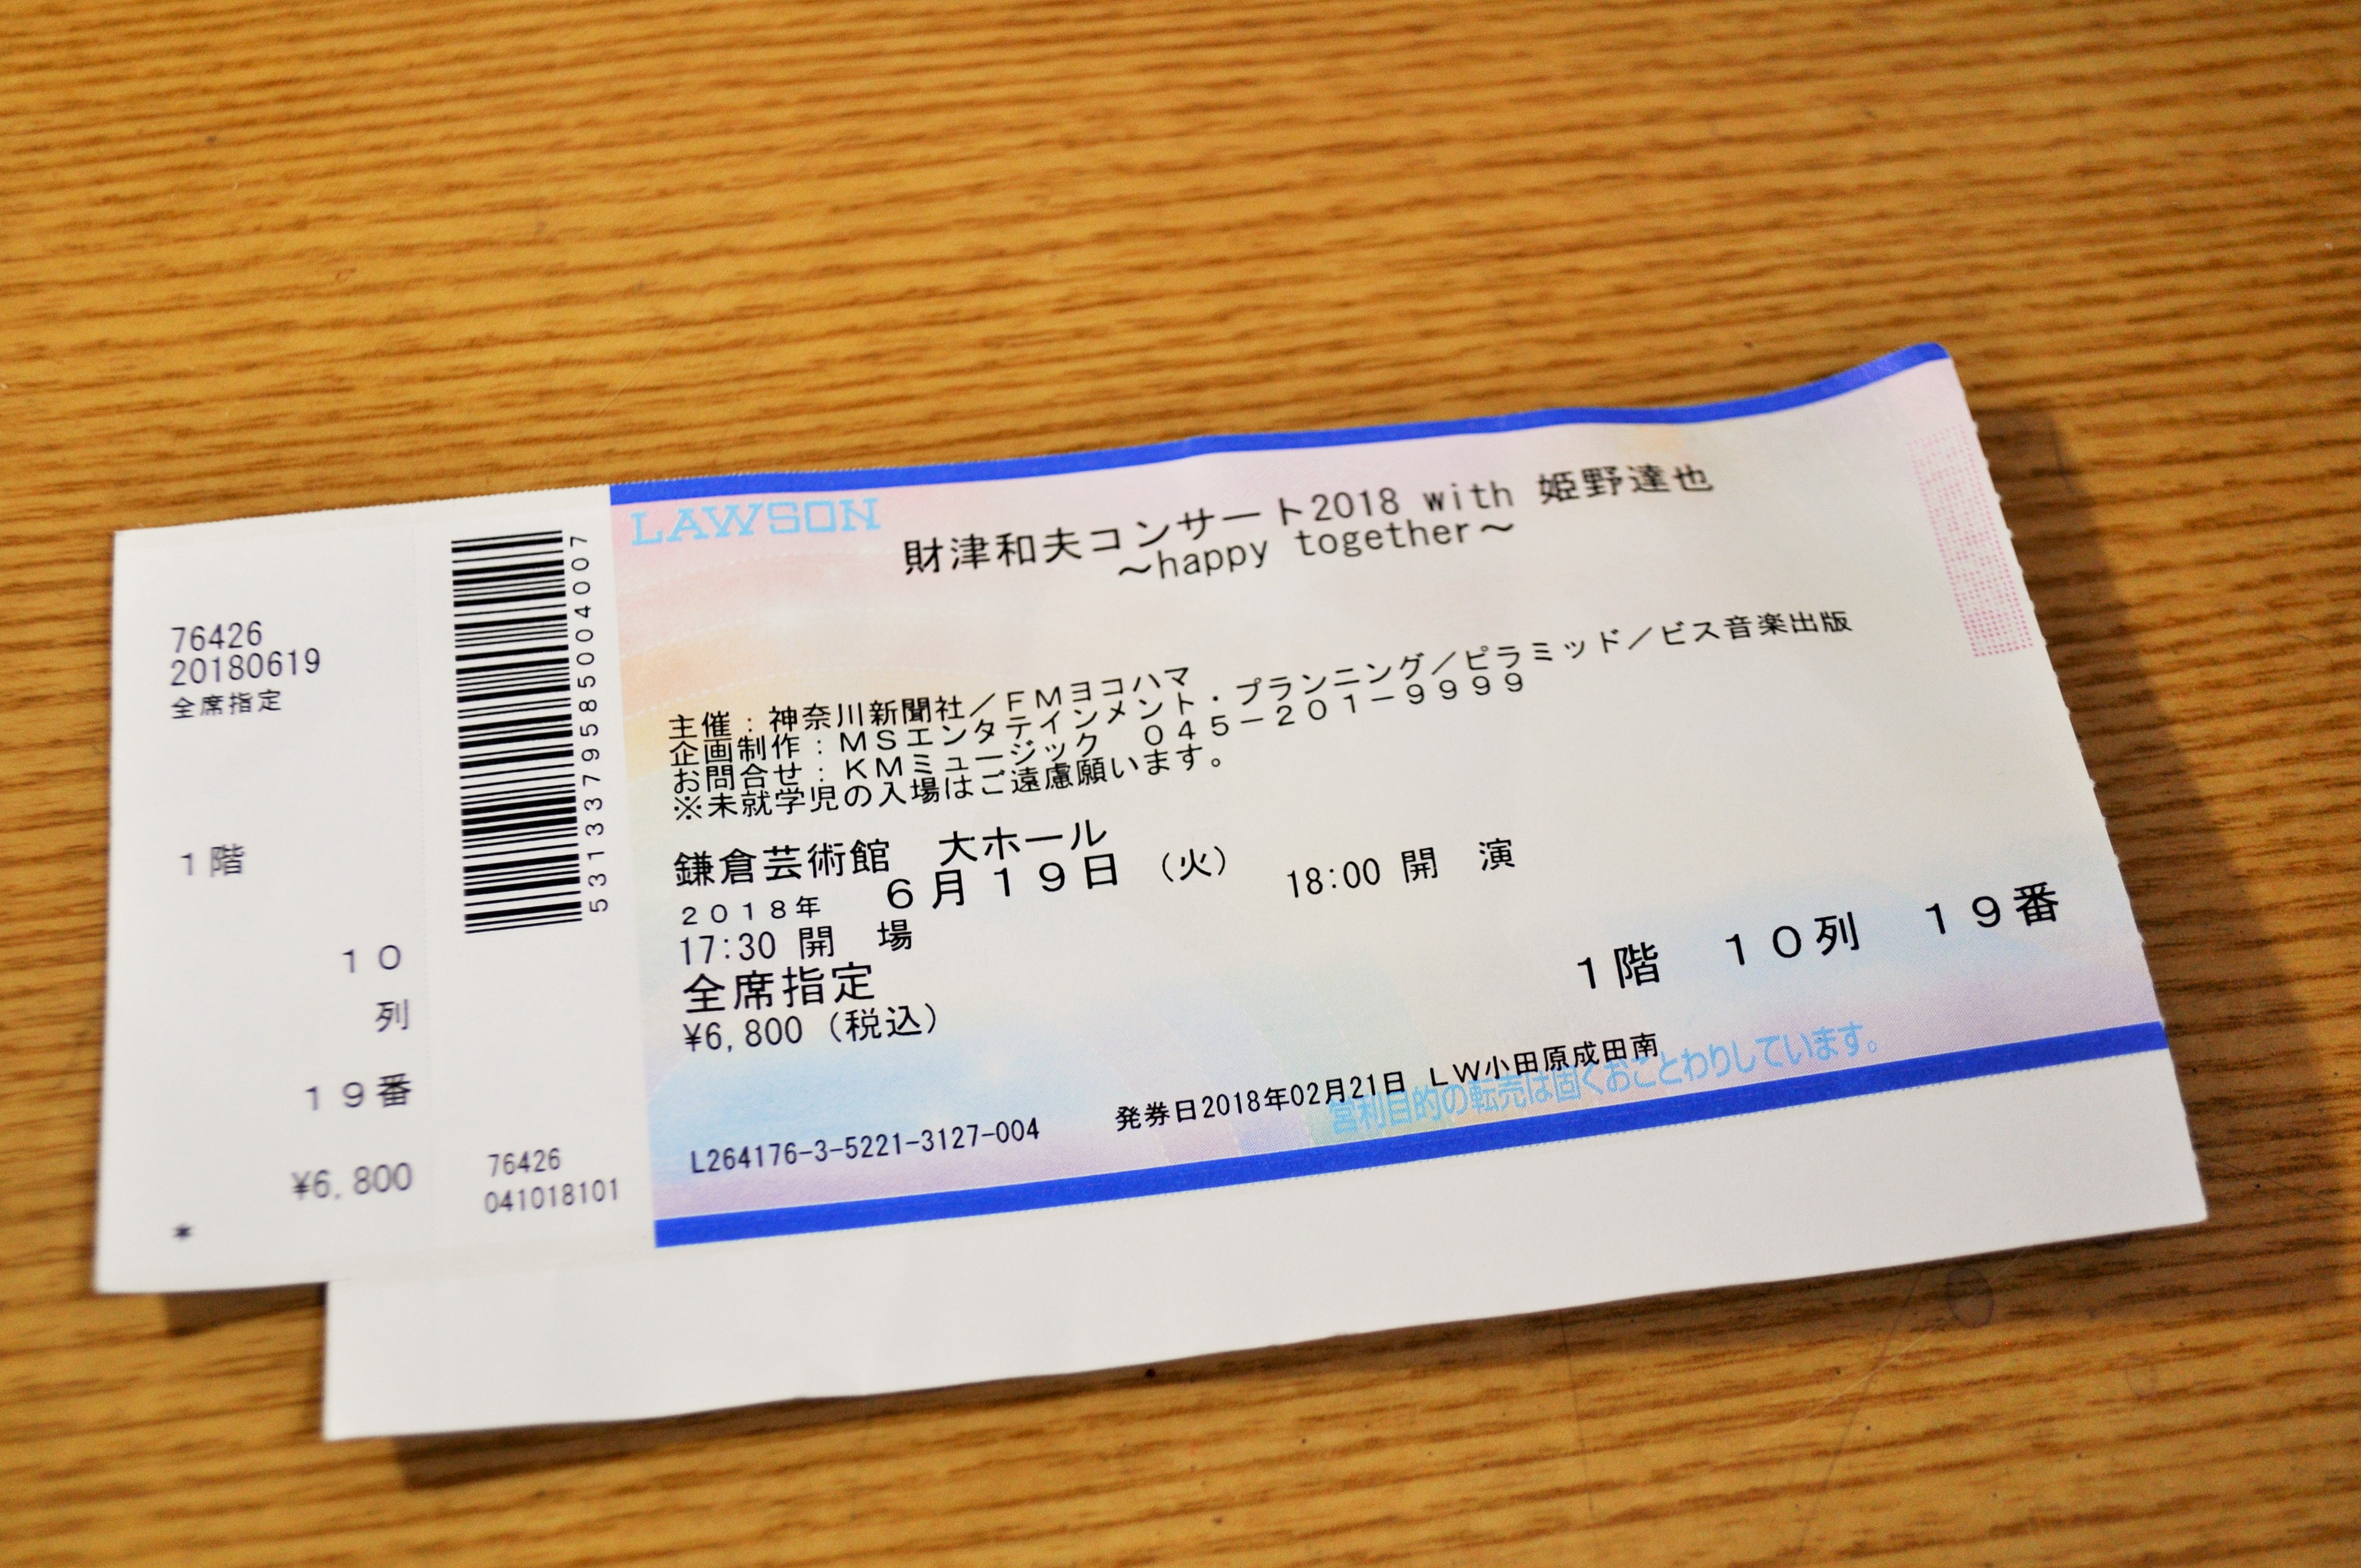 76426
20180619
全席指定
1階
10
列
19番
¥6,800
*
5313379585004007
76426
041018101
LAWSON
財津和夫コンサート2018 with 姫野達也
～happy together～
主催：神奈川新聞社／FMヨコハマ
企画制作：MSエンタテインメント・プランニング／ピラミッド／ビス音楽出版
お問合せ：KMミュージック 045－201－9999
※未就学児の入場はご遠慮願います。
鎌倉芸術館 大ホール
2018年 6月19日（火） 18:00 開 演
17:30 開 場
全席指定
¥6,800（税込）
1階 10列 19番
発券日2018年02月21日 LW小田原成田南
営利目的の転売は固くおことわりしています。
L264176-3-5221-3127-004